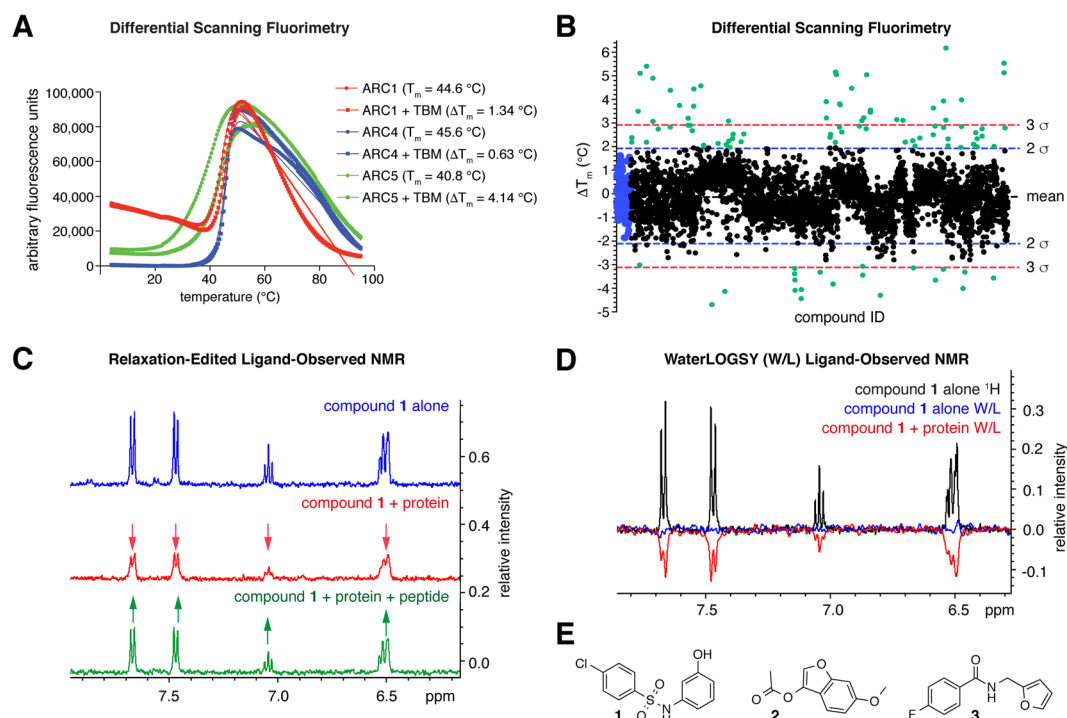 A
Differential Scanning Fluorimetry
arbitrary fluorescence units
100,000
80,000
60,000
40,000
20,000
0
20
40
60
80
100
temperature (°C)
ARC1 (Tm = 44.6 °C)
ARC1 + TBM (ΔTm = 1.34 °C)
ARC4 (Tm = 45.6 °C)
ARC4 + TBM (ΔTm = 0.63 °C)
ARC5 (Tm = 40.8 °C)
ARC5 + TBM (ΔTm = 4.14 °C)
B
Differential Scanning Fluorimetry
ΔTm (°C)
6
5
4
3
2
1
0
-1
-2
-3
-4
-5
3 σ
2 σ
mean
2 σ
3 σ
compound ID
C
Relaxation-Edited Ligand-Observed NMR
compound 1 alone
0.6
compound 1 + protein
0.4
0.2
compound 1 + protein + peptide
0.0
relative intensity
7.5
7.0
6.5
ppm
D
WaterLOGSY (W/L) Ligand-Observed NMR
compound 1 alone ¹H
compound 1 alone W/L
compound 1 + protein W/L
0.3
0.2
0.1
0.0
-0.1
relative intensity
7.5
7.0
6.5
ppm
E
Cl
OH
O
S
O
N
H
1
O
O
O
O
2
O
N
H
O
F
3